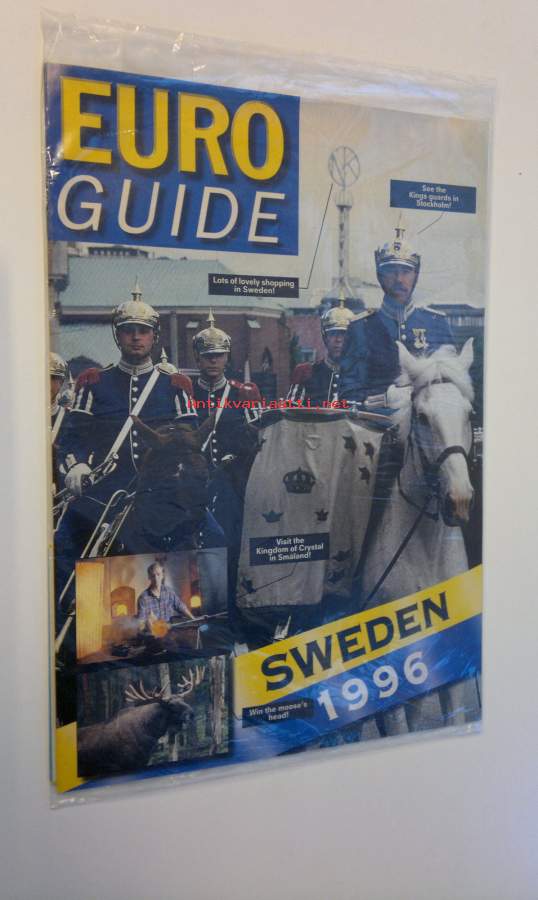 EURO
GUIDE
See the
Kings guards in
Stockholm!
Lots of lovely shopping
in Sweden!
antikvariaatti.net
Visit the
Kingdom of Crystal
in Småland!
SWEDEN
1996
Win the moose's
head!